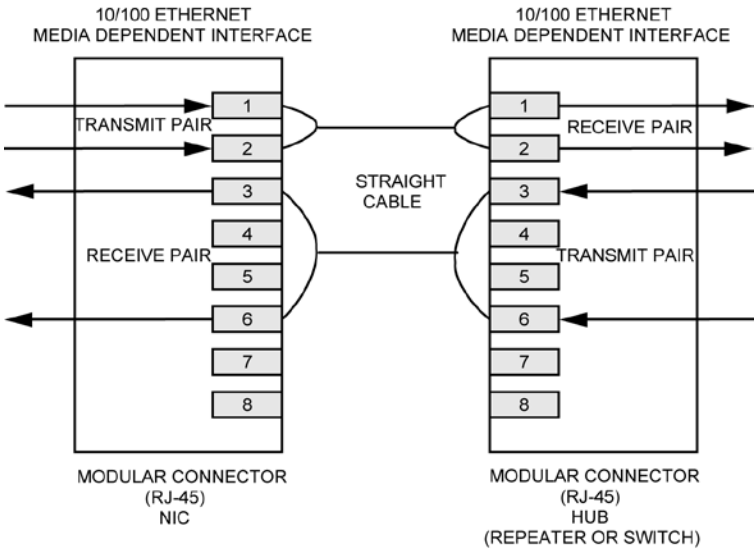 10/100 ETHERNET
MEDIA DEPENDENT INTERFACE
10/100 ETHERNET
MEDIA DEPENDENT INTERFACE
1
TRANSMIT PAIR
2
3
4
RECEIVE PAIR
5
6
7
8
STRAIGHT
CABLE
1
RECEIVE PAIR
2
3
4
TRANSMIT PAIR
5
6
7
8
MODULAR CONNECTOR
(RJ-45)
NIC
MODULAR CONNECTOR
(RJ-45)
HUB
(REPEATER OR SWITCH)